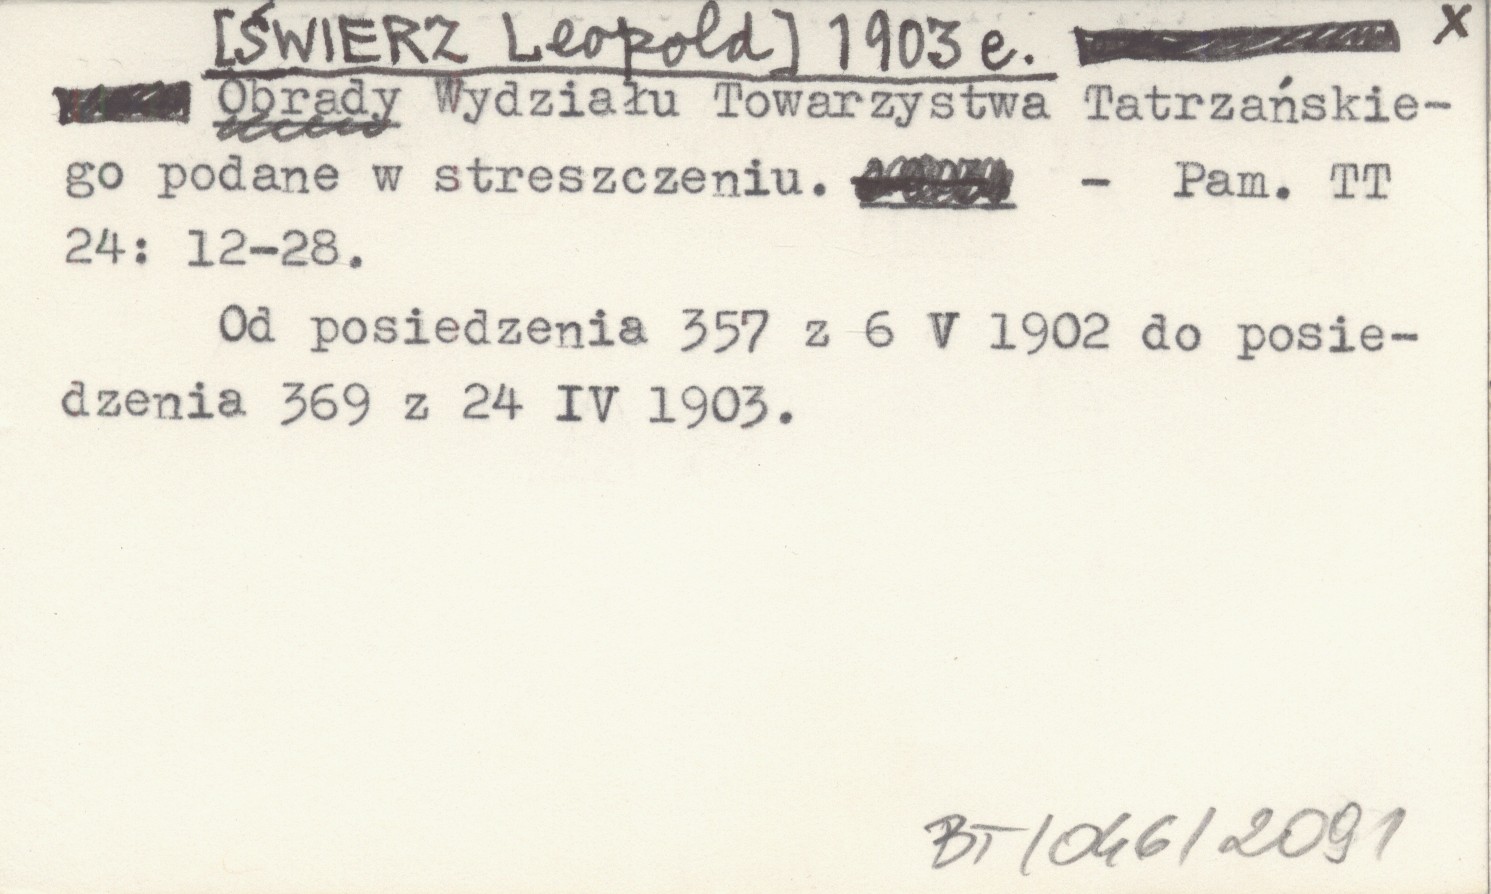 [ŚWIERZ Leopold] 1903 e. x
Obrady Wydziału Towarzystwa Tatrzańskie-
go podane w streszczeniu. - Pam. TT
24: 12-28.
Od posiedzenia 357 z 6 V 1902 do posie-
dzenia 369 z 24 IV 1903.
BT/046/2091